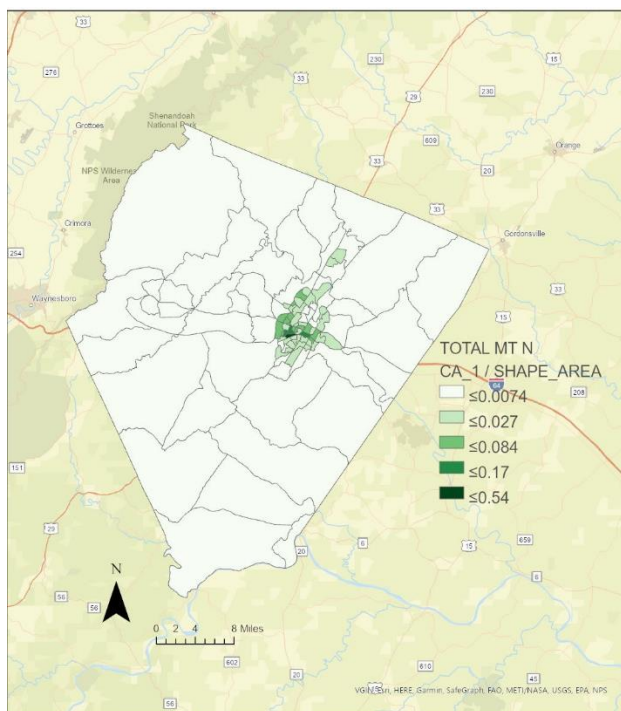 33
276
Grottoes
Shenandoah
National Park
NPS Wilderness
Area
Crimora
254
Waynesboro
230
33
230
15
29
609
Orange
20
33
33
Gordonsville
33
15
64
208
TOTAL MT N
CA_1 / SHAPE_AREA
≤0.0074
≤0.027
≤0.084
≤0.17
≤0.54
151
29
20
6
15
659
6
N
56
56
0 2 4 8 Miles
602
610
45
56
VGIN, Esri, HERE, Garmin, SafeGraph, FAO, METI/NASA, USGS, EPA, NPS